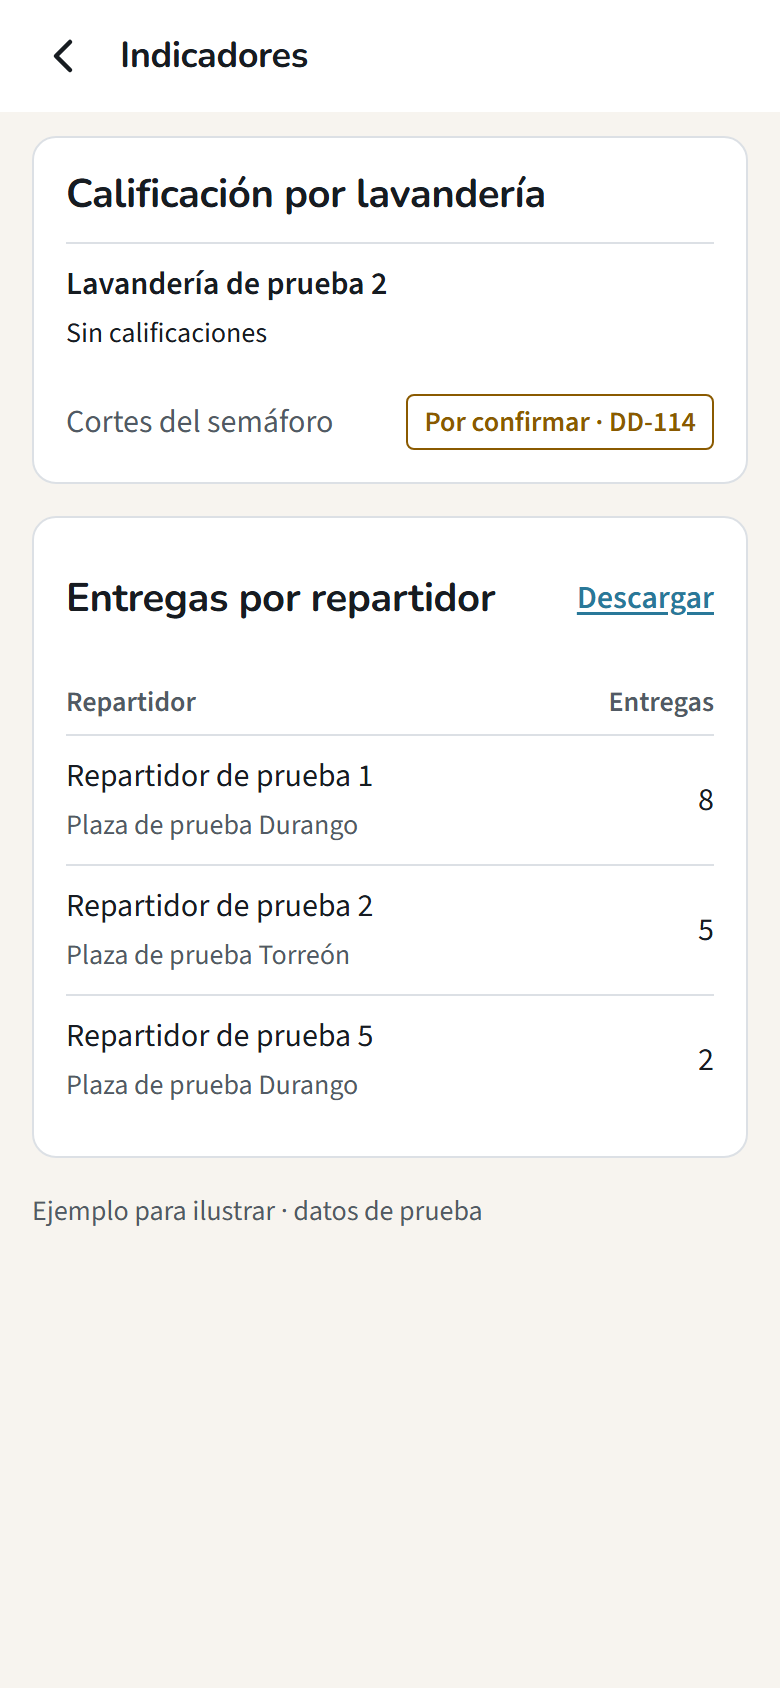 Indicadores
Calificación por lavandería
Lavandería de prueba 2
Sin calificaciones
Cortes del semáforo Por confirmar · DD-114
Entregas por repartidor Descargar
Repartidor Entregas
Repartidor de prueba 1
Plaza de prueba Durango
8
Repartidor de prueba 2
Plaza de prueba Torreón
5
Repartidor de prueba 5
Plaza de prueba Durango
2
Ejemplo para ilustrar · datos de prueba